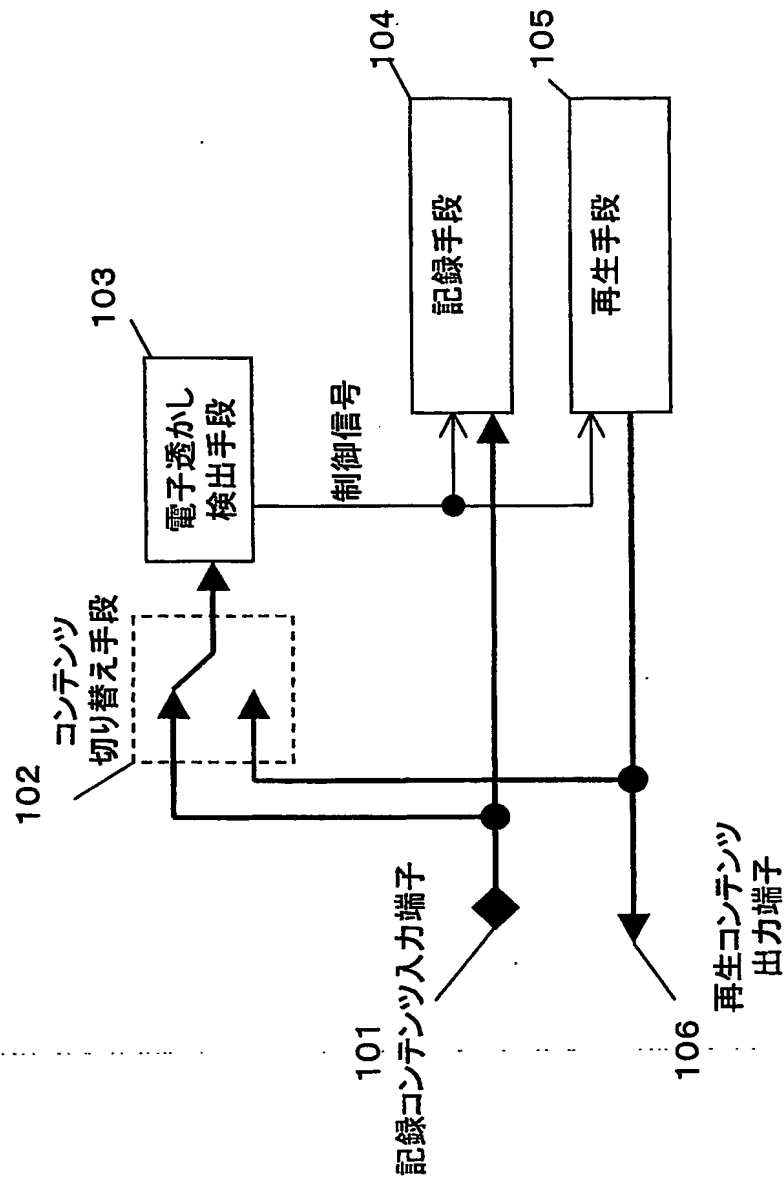 102
コンテンツ
切り替え手段
103
電子透かし
検出手段
制御信号
104
記録手段
105
再生手段
101
記録コンテンツ入力端子
106
再生コンテンツ
出力端子